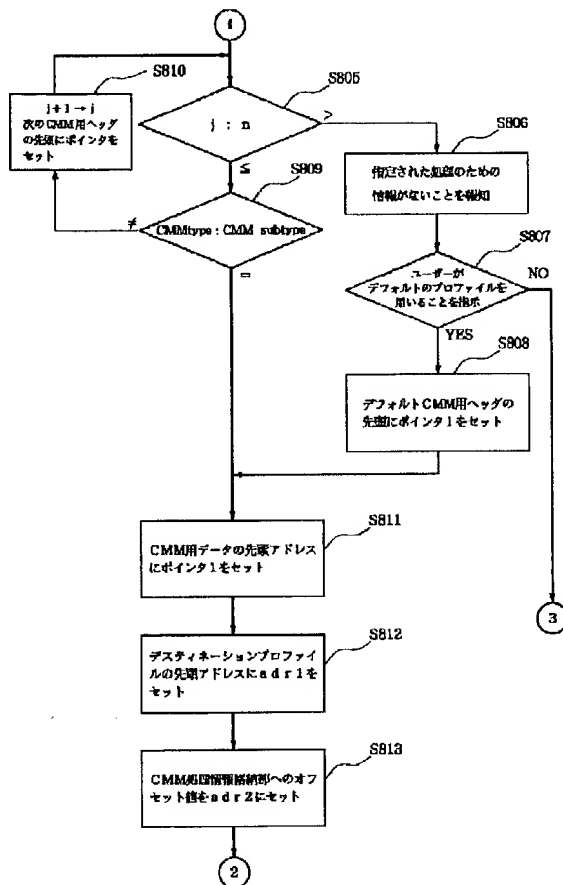 1
S810
j+1→j
次のCMM用ヘッダ
の先頭にポインタを
セット
S805
j : n
>
≦
S806
指定された処理のための
情報がないことを報知
S809
≠
CMMtype : CMM subtype
=
S807
ユーザーが
デフォルトのプロファイルを
用いることを指示
NO
YES
S808
デフォルトCMM用ヘッダの
先頭にポインタ1をセット
S811
CMM用データの先頭アドレス
にポインタ1をセット
3
S812
デスティネーションプロファイ
ルの先頭アドレスにadr1を
セット
S813
CMM処理情報格納部へのオフ
セット値をadr2にセット
2